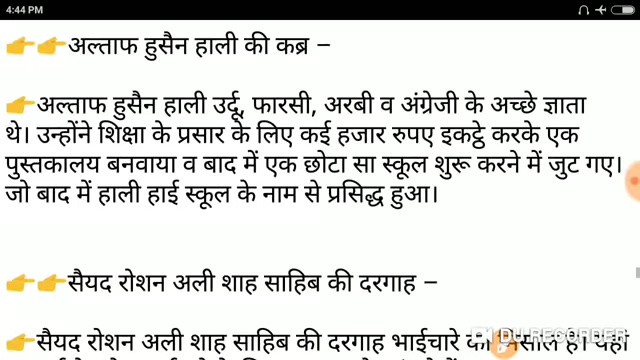 4:44 PM
👉👉अल्ताफ हुसैन हाली की कब्र –
👉अल्ताफ हुसैन हाली उर्दू, फारसी, अरबी व अंग्रेजी के अच्छे ज्ञाता
थे। उन्होंने शिक्षा के प्रसार के लिए कई हजार रुपए इकट्ठे करके एक
पुस्तकालय बनवाया व बाद में एक छोटा सा स्कूल शुरू करने में जुट गए।
जो बाद में हाली हाई स्कूल के नाम से प्रसिद्ध हुआ।
👉👉सैयद रोशन अली शाह साहिब की दरगाह –
👉सैयद रोशन अली शाह साहिब की दरगाह भाईचारे की मिसाल है। यहां
DU RECORDER